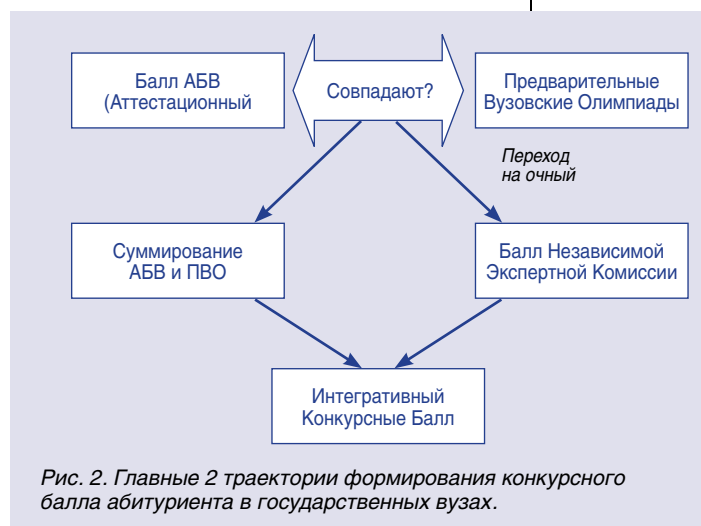 Балл АБВ
(Аттестационный
Совпадают?
Предварительные
Вузовские Олимпиады
Переход
на очный
Суммирование
АБВ и ПВО
Балл Независимой
Экспертной Комиссии
Интегративный
Конкурсные Балл
Рис. 2. Главные 2 траектории формирования конкурсного
балла абитуриента в государственных вузах.